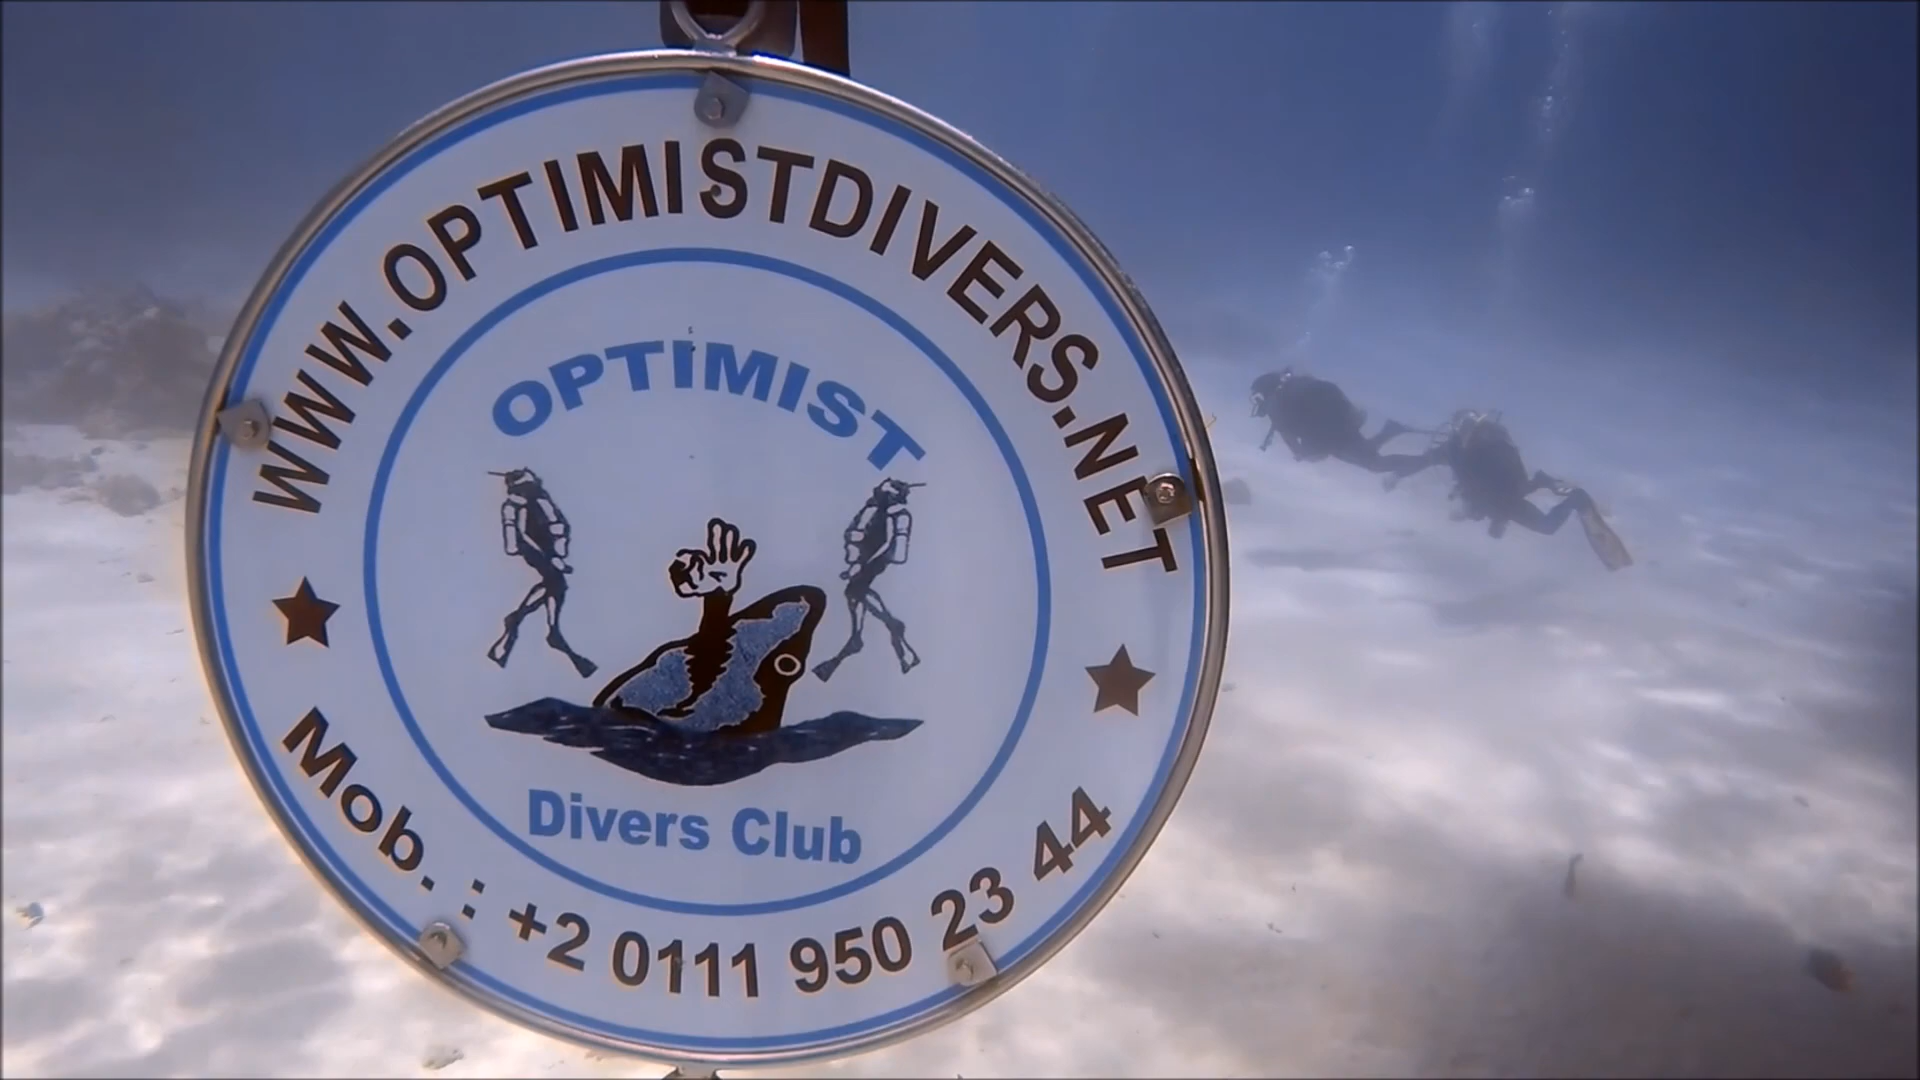 WWW.OPTIMISTDIVERS.NET
OPTIMIST
Divers Club
Mob. : +2 0111 950 23 44